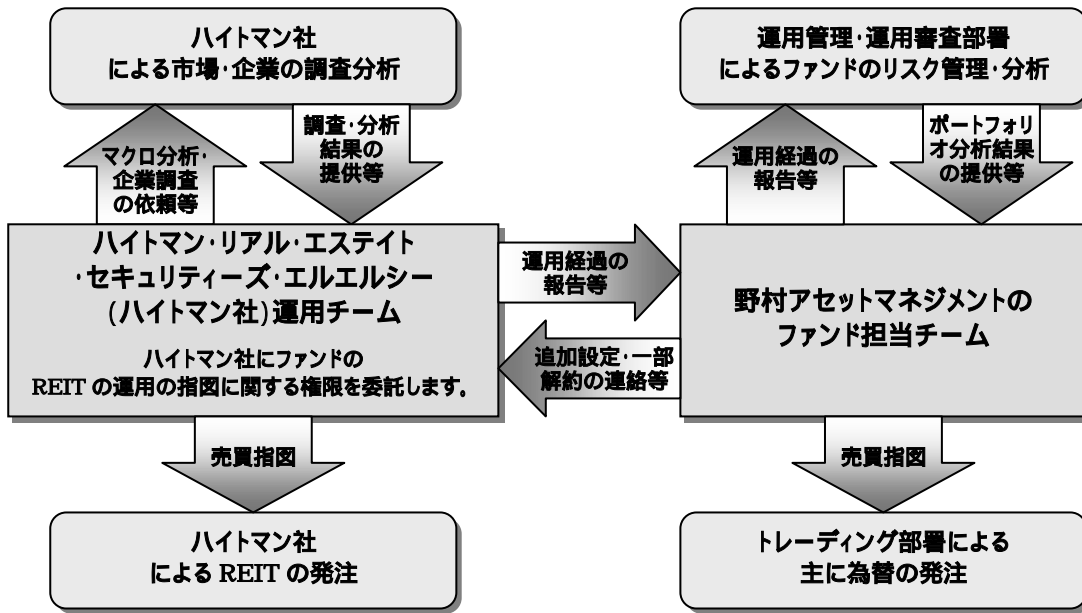 ハイトマン社
による市場・企業の調査分析
運用管理・運用審査部署
によるファンドのリスク管理・分析
マクロ分析・
企業調査
の依頼等
調査・分析
結果の
提供等
運用経過の
報告等
ポートフォリ
オ分析結果
の提供等
ハイトマン・リアル・エステイト
・セキュリティーズ・エルエルシー
(ハイトマン社)運用チーム
ハイトマン社にファンドの
REIT の運用の指図に関する権限を委託します。
運用経過の
報告等
追加設定・一部
解約の連絡等
野村アセットマネジメントの
ファンド担当チーム
売買指図
売買指図
ハイトマン社
による REIT の発注
トレーディング部署による
主に為替の発注